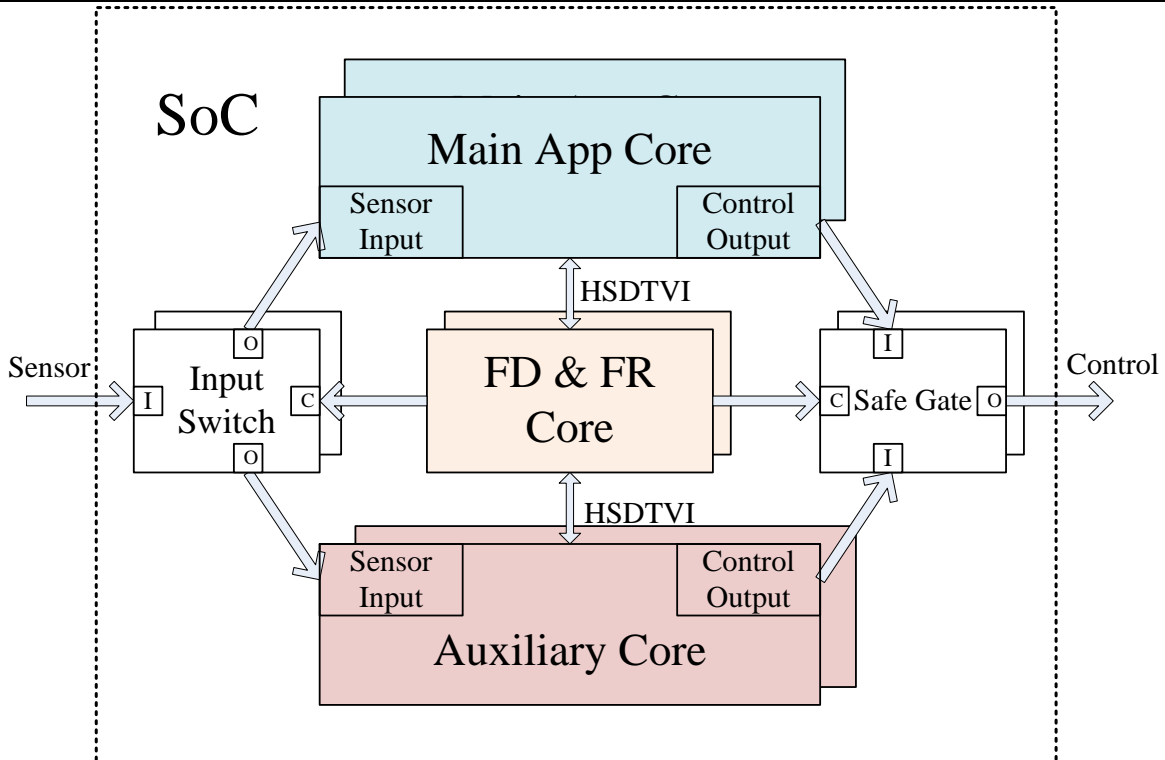 SoC
Main App Core
Sensor
Input
Control
Output
HSDTVI
Sensor
I
O
Input
Switch
C
O
FD & FR
Core
I
C
Safe Gate
O
I
Control
HSDTVI
Sensor
Input
Control
Output
Auxiliary Core